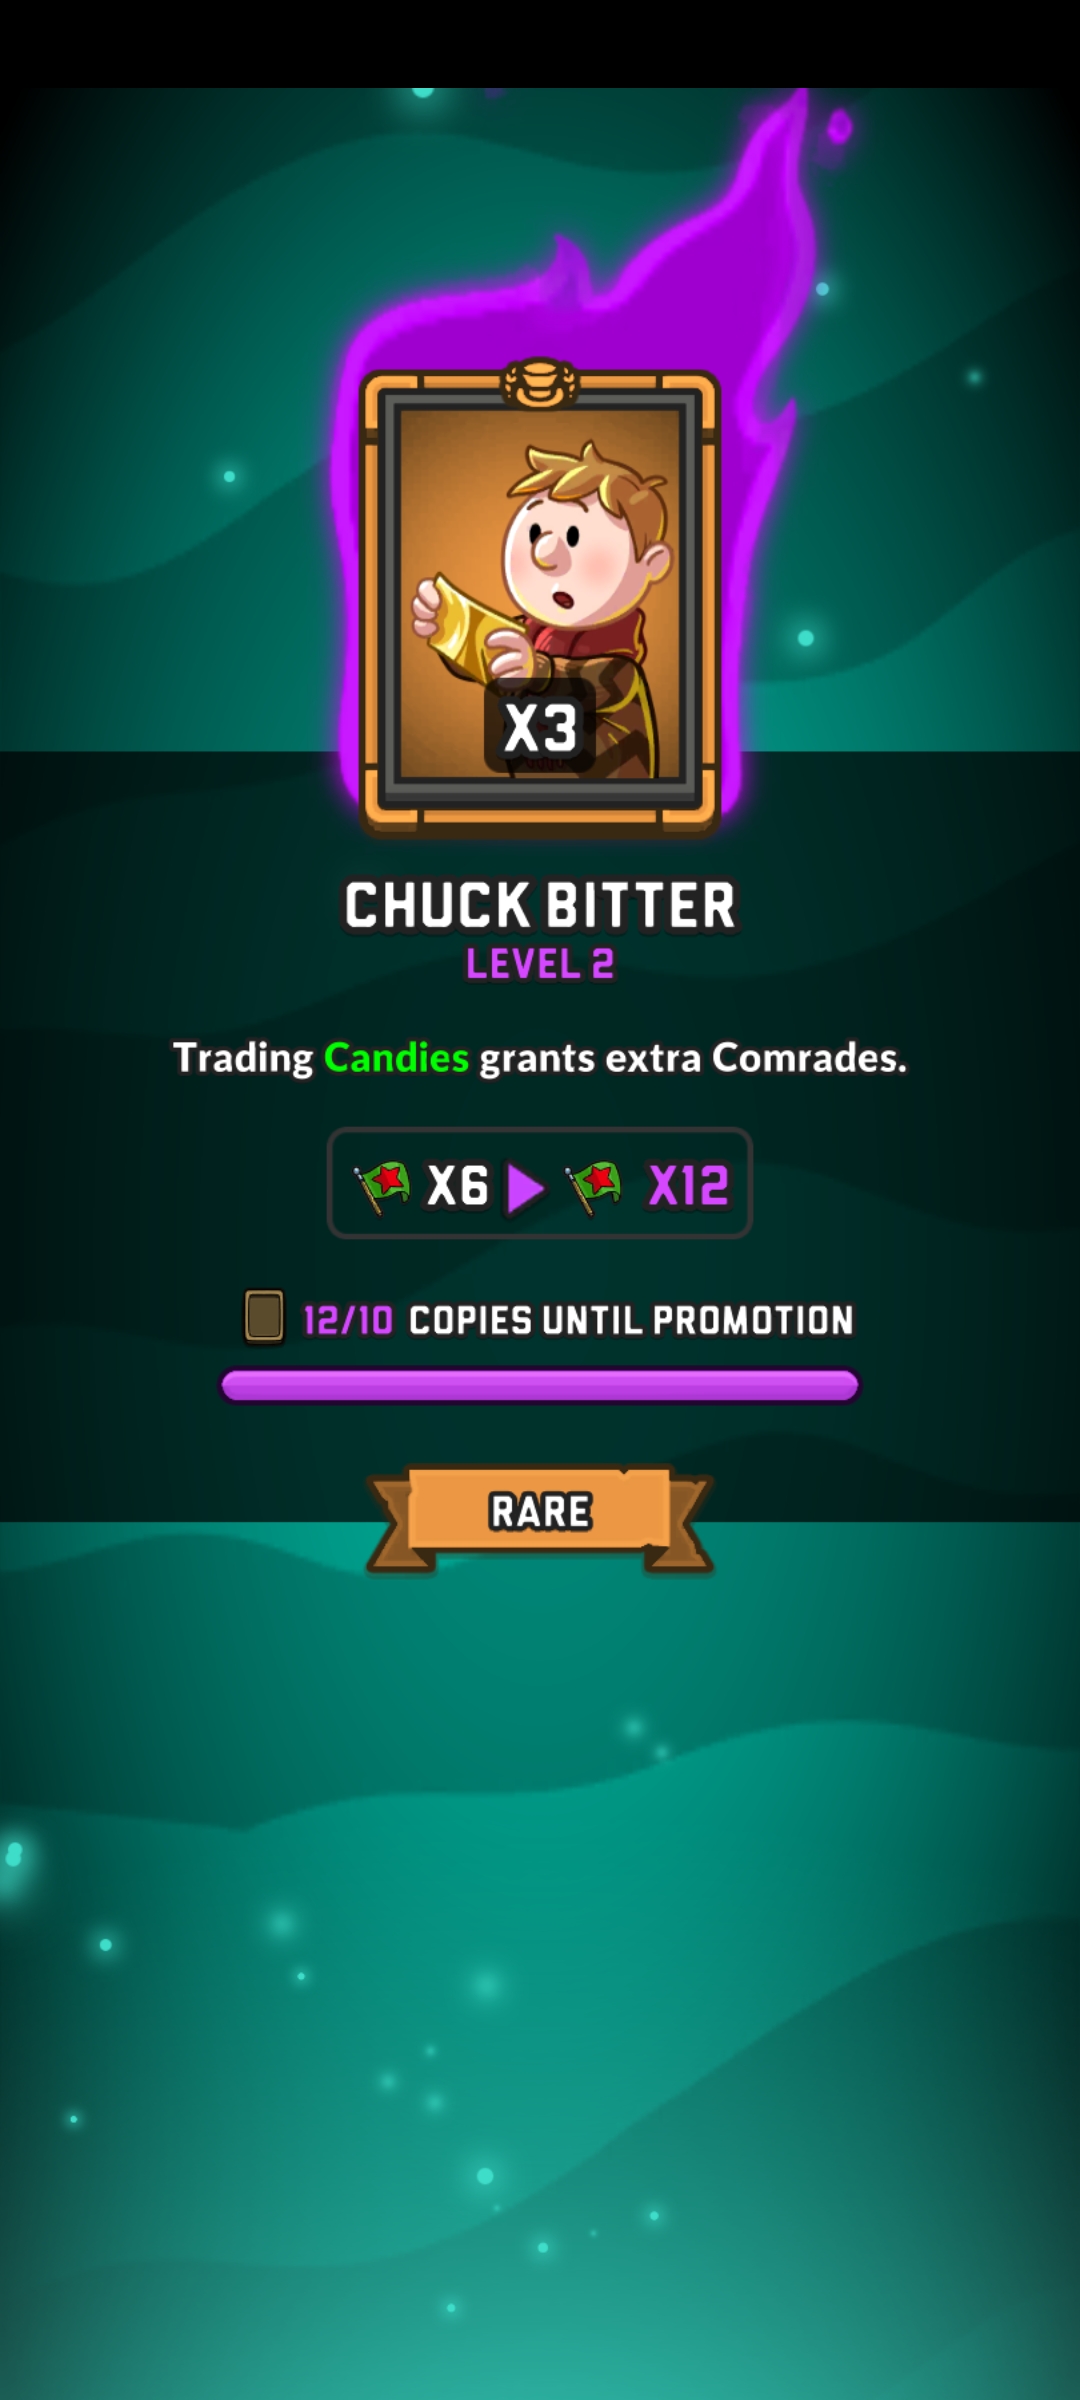 X3
CHUCK BITTER
LEVEL 2
Trading Candies grants extra Comrades.
X6 X12
12/10 COPIES UNTIL PROMOTION
RARE